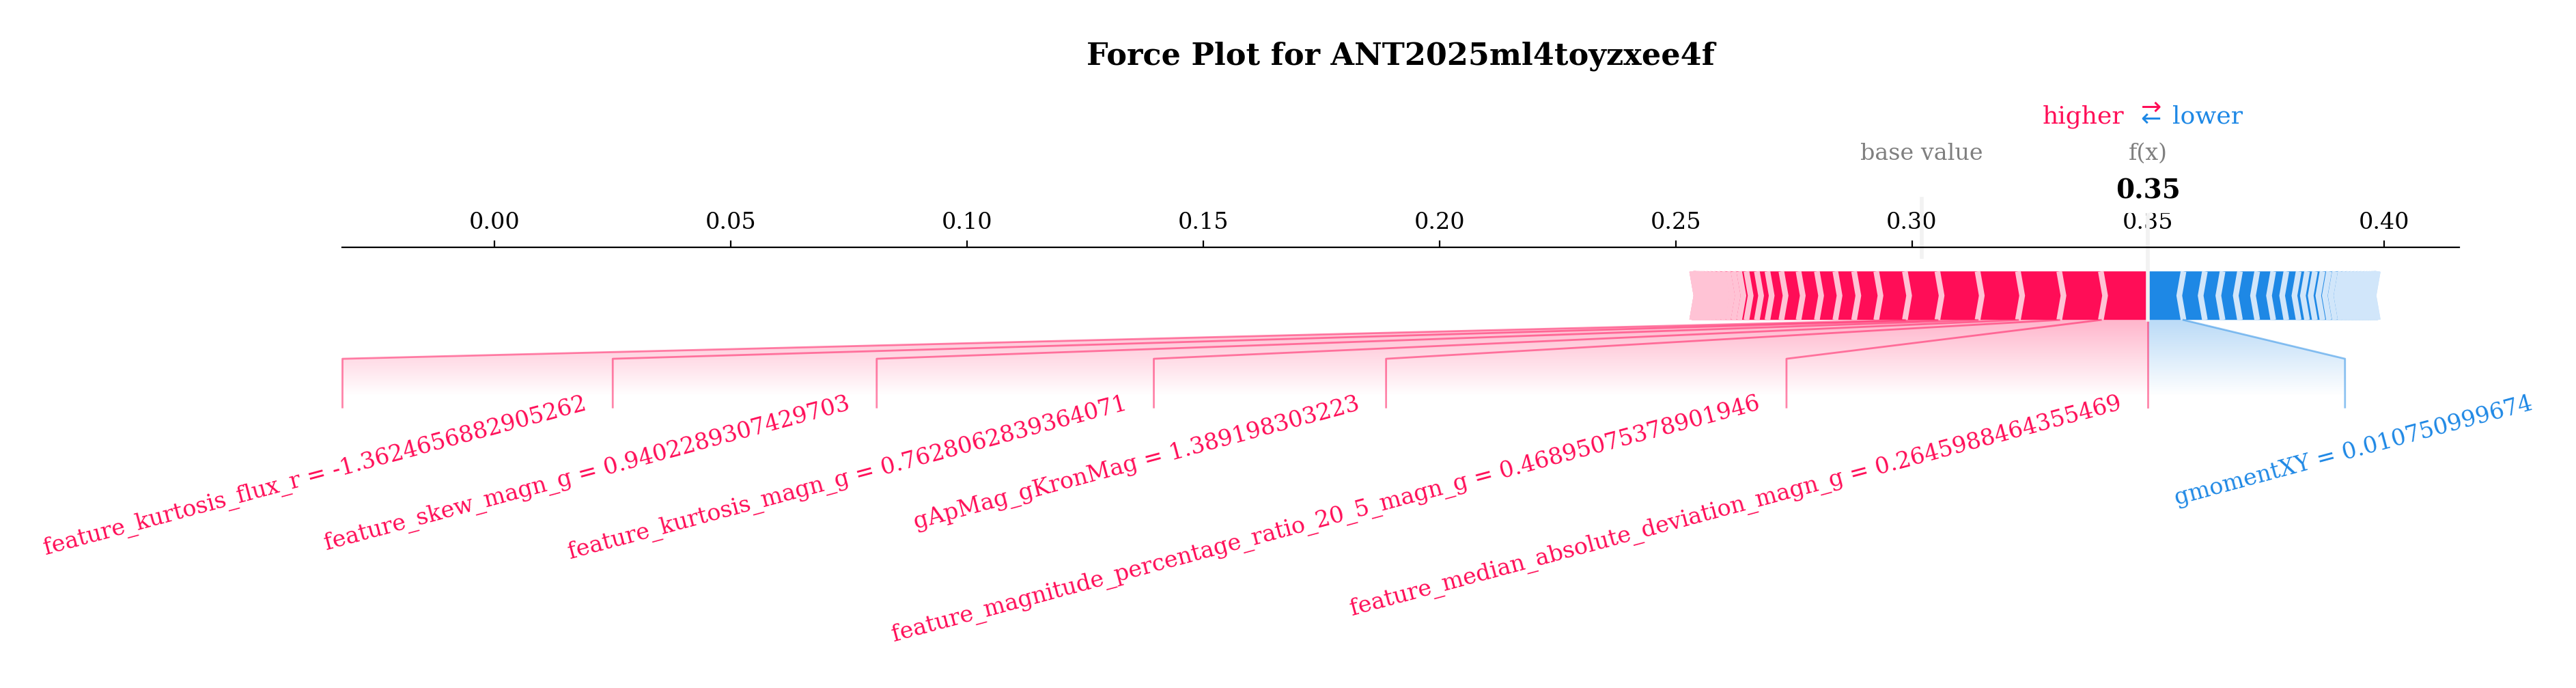 Force Plot for ANT2025ml4toyzxee4f
higher ⇄ lower
base value f(x)
0.35
0.00 0.05 0.10 0.15 0.20 0.25 0.30 0.35 0.40
feature_kurtosis_flux_r = -1.3624656882905262
feature_skew_magn_g = 0.9402289307429703
feature_kurtosis_magn_g = 0.7628062839364071
gApMag_gKronMag = 1.389198303223
feature_magnitude_percentage_ratio_20_5_magn_g = 0.46895075378901946
feature_median_absolute_deviation_magn_g = 0.264598846435​5469
gmomentXY = 0.010750999674